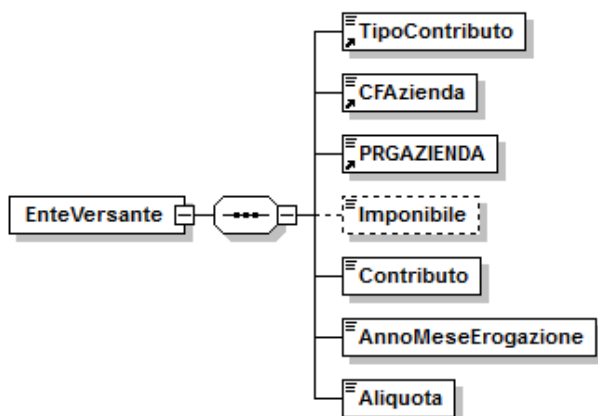 TipoContributo
CFAzienda
PRGAZIENDA
EnteVersante
Imponibile
Contributo
AnnoMeseErogazione
Aliquota